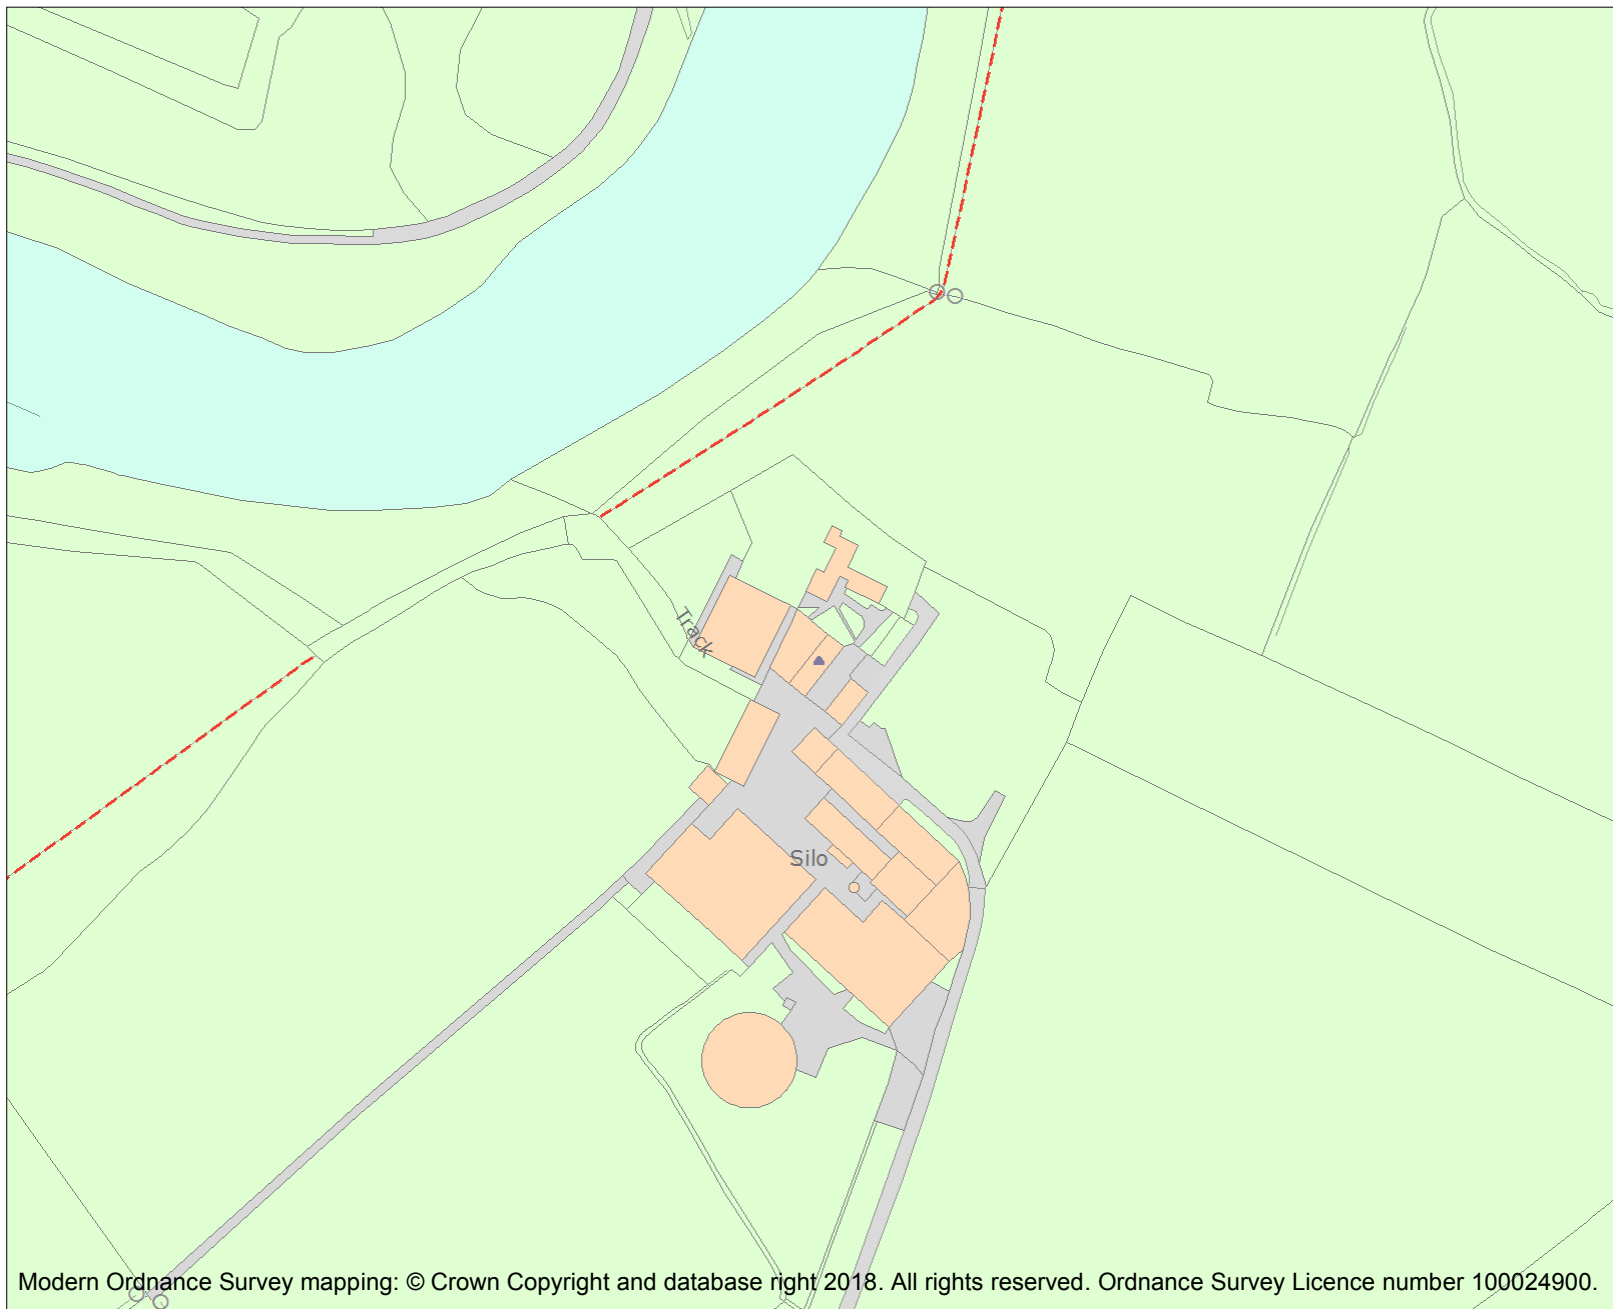 Track
Silo
Modern Ordnance Survey mapping: © Crown Copyright and database right 2018. All rights reserved. Ordnance Survey Licence number 100024900.